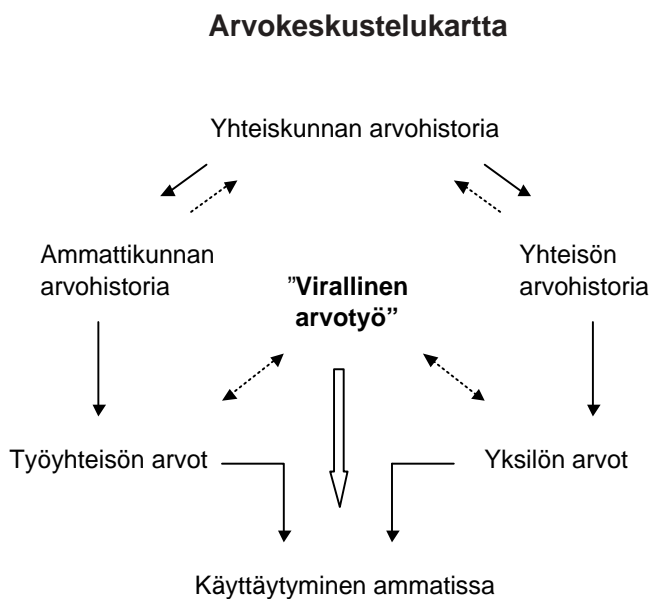 Arvokeskustelukartta
Yhteiskunnan arvohistoria
Ammattikunnan
arvohistoria
”Virallinen
arvotyö”
Yhteisön
arvohistoria
Työyhteisön arvot
Yksilön arvot
Käyttäytyminen ammatissa